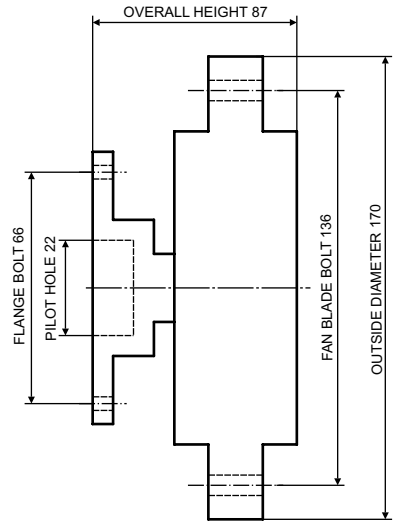 OVERALL HEIGHT 87
FLANGE BOLT 66
PILOT HOLE 22
FAN BLADE BOLT 136
OUTSIDE DIAMETER 170